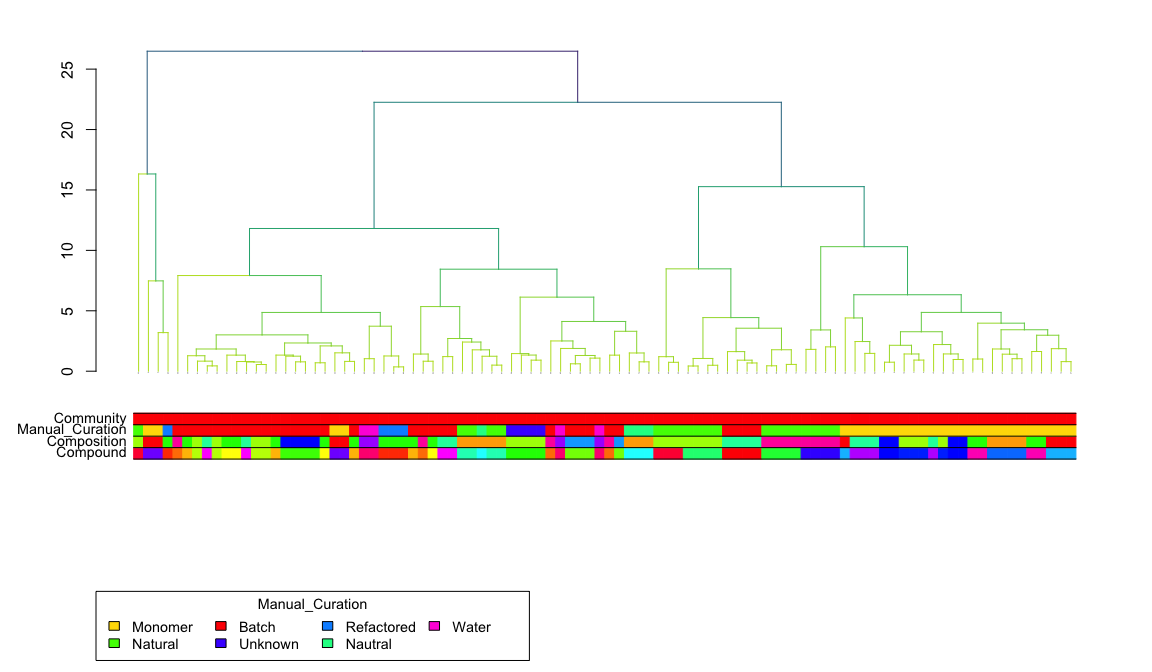 25
20
15
10
5
0
Community
Manual_Curation
Composition
Compound
Manual_Curation
Monomer Batch Refactored Water
Natural Unknown Nautral